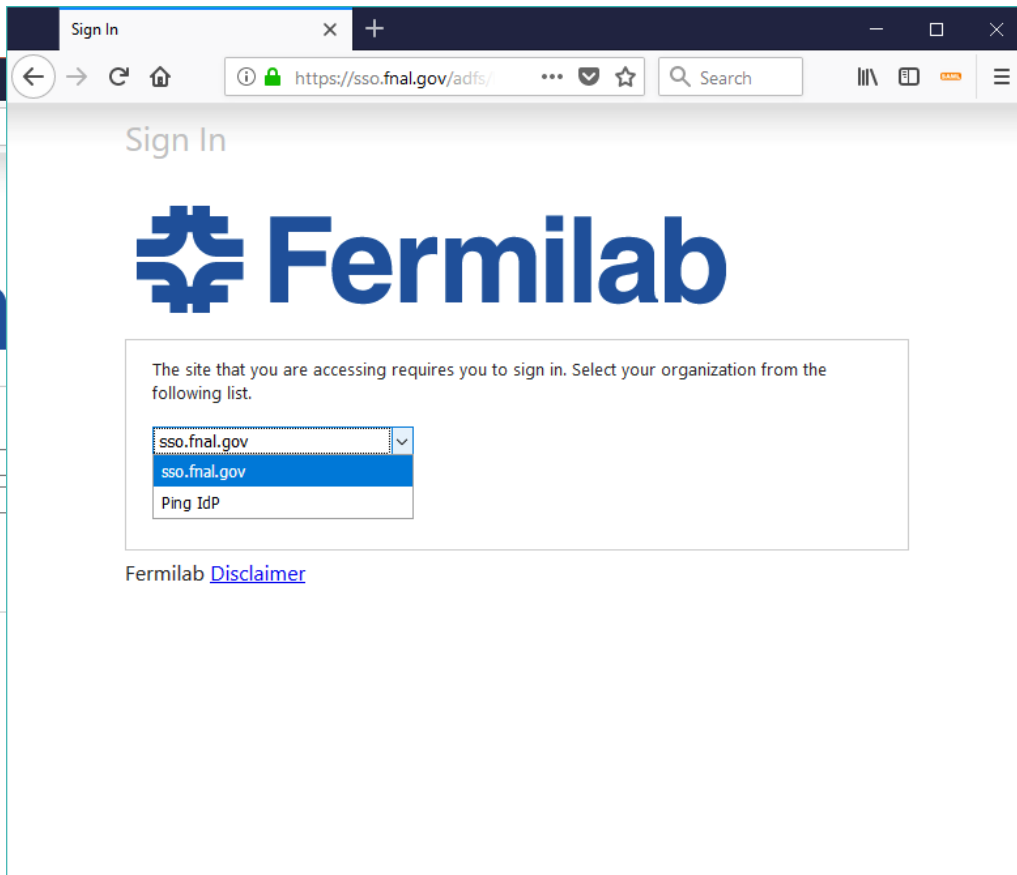 Sign In
https://sso.fnal.gov/adfs/
Search
SAML
Sign In
Fermilab
The site that you are accessing requires you to sign in. Select your organization from the
following list.
sso.fnal.gov
sso.fnal.gov
Ping IdP
Fermilab Disclaimer